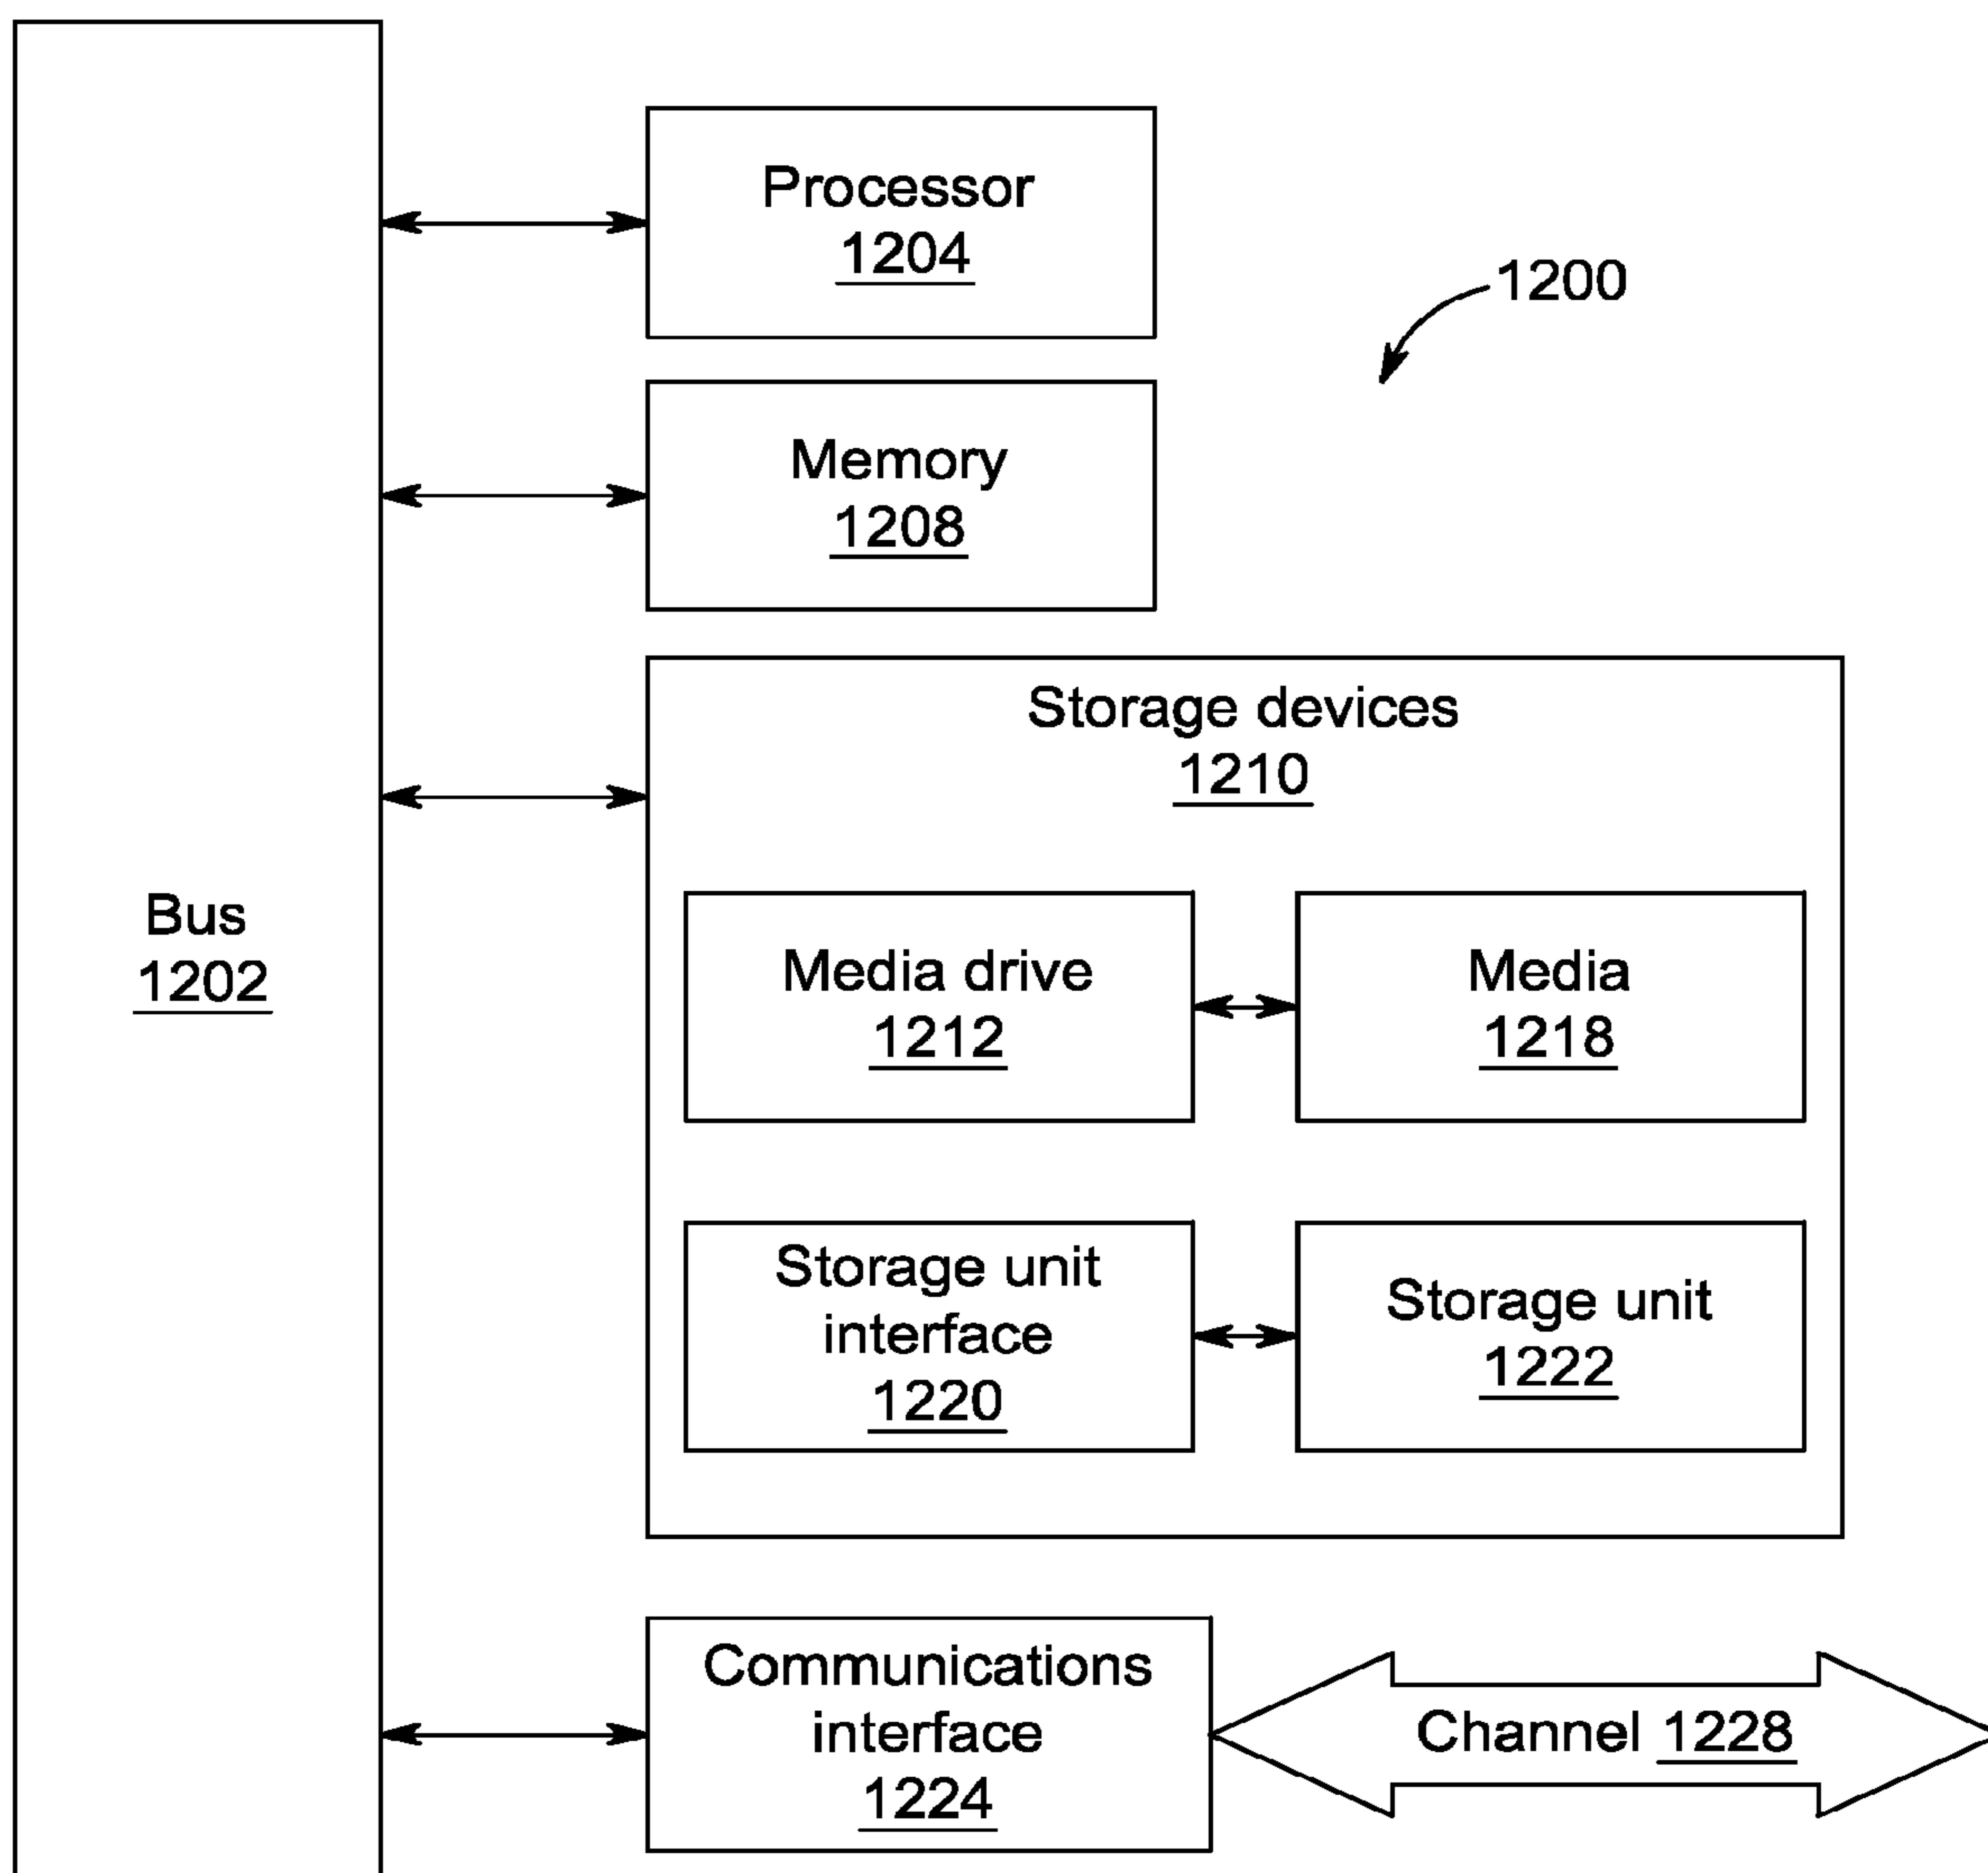 Processor
1204
1200
Memory
1208
Storage devices
1210
Bus
1202
Media drive
1212
Media
1218
Storage unit
interface
1220
Storage unit
1222
Communications
interface
1224
Channel 1228